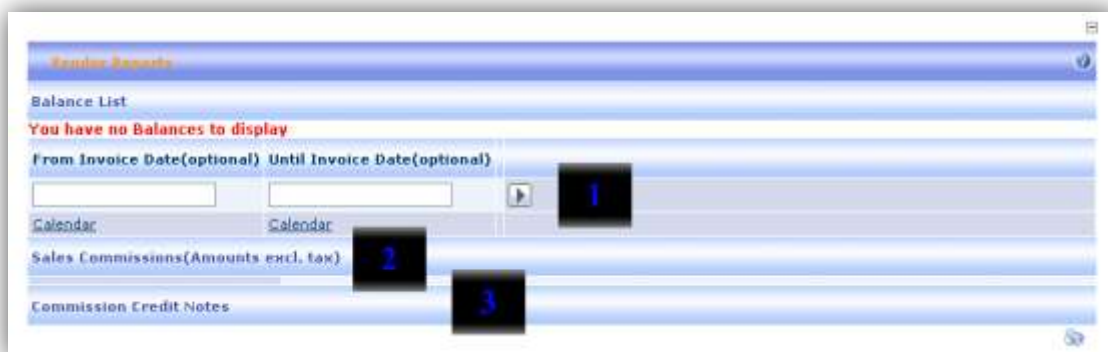 Vendor Reports
Balance List
You have no Balances to display
From Invoice Date(optional) Until Invoice Date(optional)
1
Calendar Calendar
Sales Commissions(Amounts excl. tax) 2
Commission Credit Notes 3